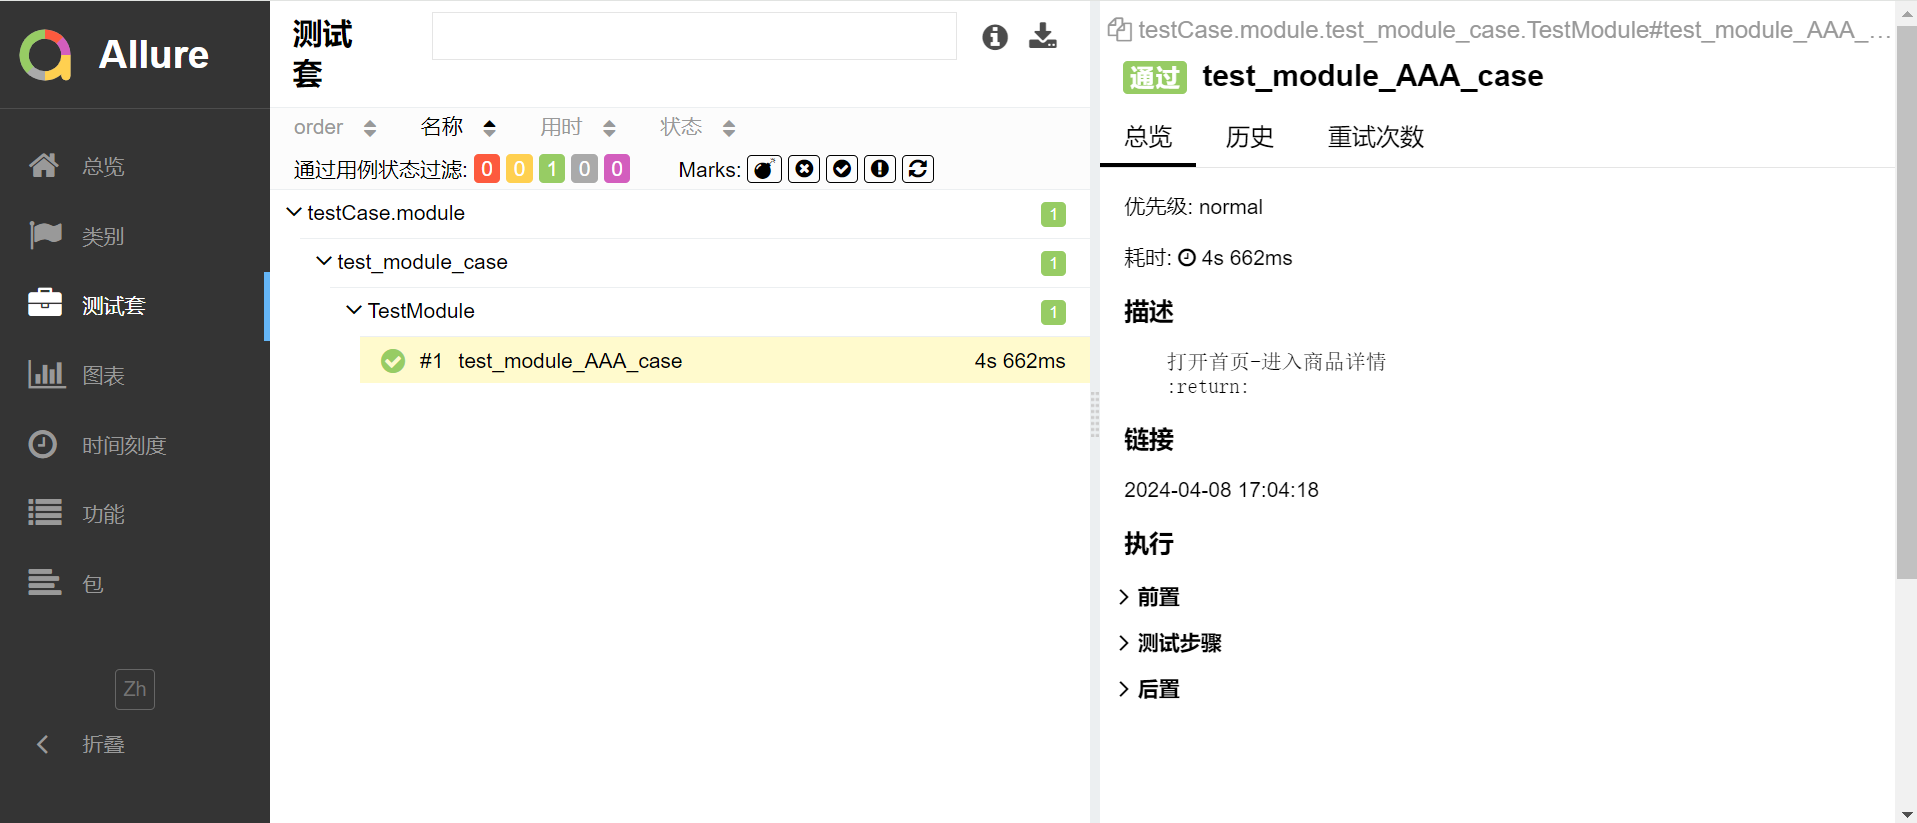 Allure
总览
类别
测试套
图表
时间刻度
功能
包
Zh
折叠
测试
套
order 名称 用时 状态
通过用例状态过滤: 0 0 1 0 0 Marks:
testCase.module 1
test_module_case 1
TestModule 1
#1 test_module_AAA_case 4s 662ms
testCase.module.test_module_case.TestModule#test_module_AAA_...
通过 test_module_AAA_case
总览 历史 重试次数
优先级: normal
耗时: 4s 662ms
描述
打开首页-进入商品详情
:return:
链接
2024-04-08 17:04:18
执行
前置
测试步骤
后置